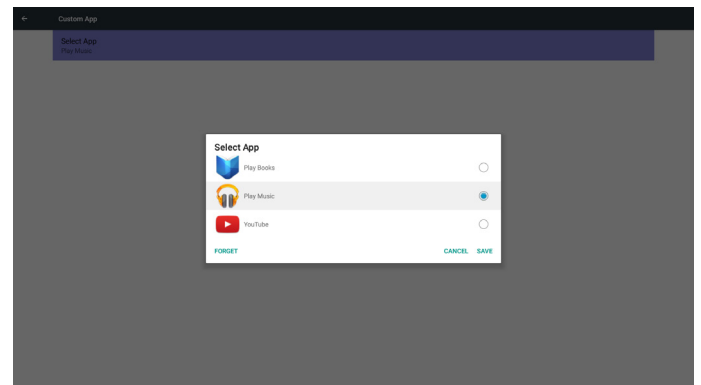 Custom App
Select App
Play Music
Select App
Play Books
Play Music
YouTube
FORGET CANCEL SAVE